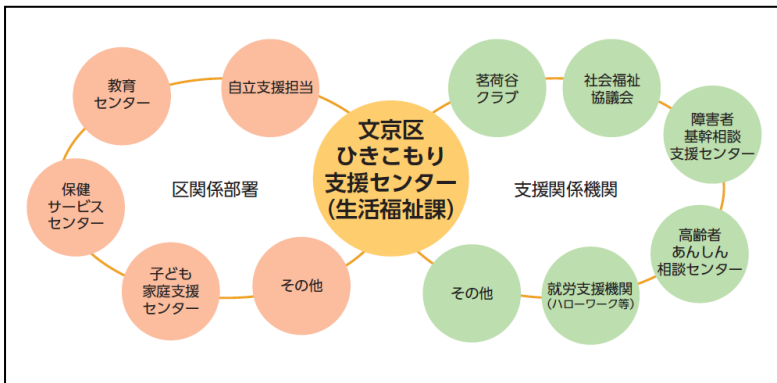 文京区
ひきこもり
支援センター
(生活福祉課)
区関係部署
自立支援担当
教育
センター
保健
サービス
センター
子ども
家庭支援
センター
その他
支援関係機関
茗荷谷
クラブ
社会福祉
協議会
障害者
基幹相談
支援センター
高齢者
あんしん
相談センター
就労支援機関
(ハローワーク等)
その他